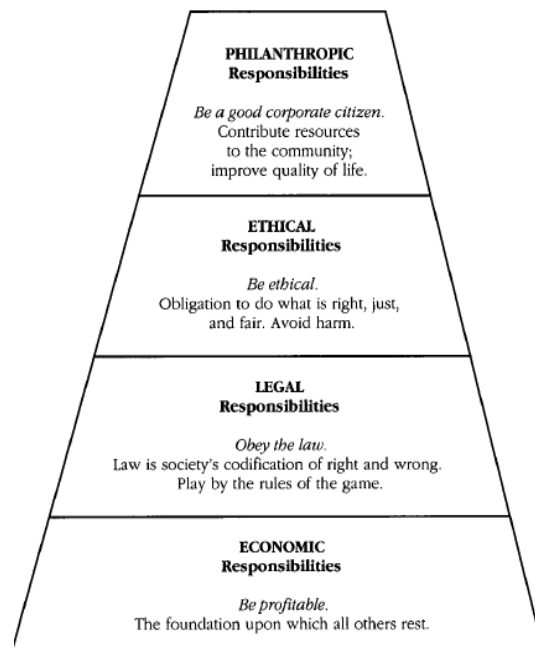 PHILANTHROPIC
Responsibilities
Be a good corporate citizen.
Contribute resources
to the community;
improve quality of life.
ETHICAL
Responsibilities
Be ethical.
Obligation to do what is right, just,
and fair. Avoid harm.
LEGAL
Responsibilities
Obey the law.
Law is society's codification of right and wrong.
Play by the rules of the game.
ECONOMIC
Responsibilities
Be profitable.
The foundation upon which all others rest.